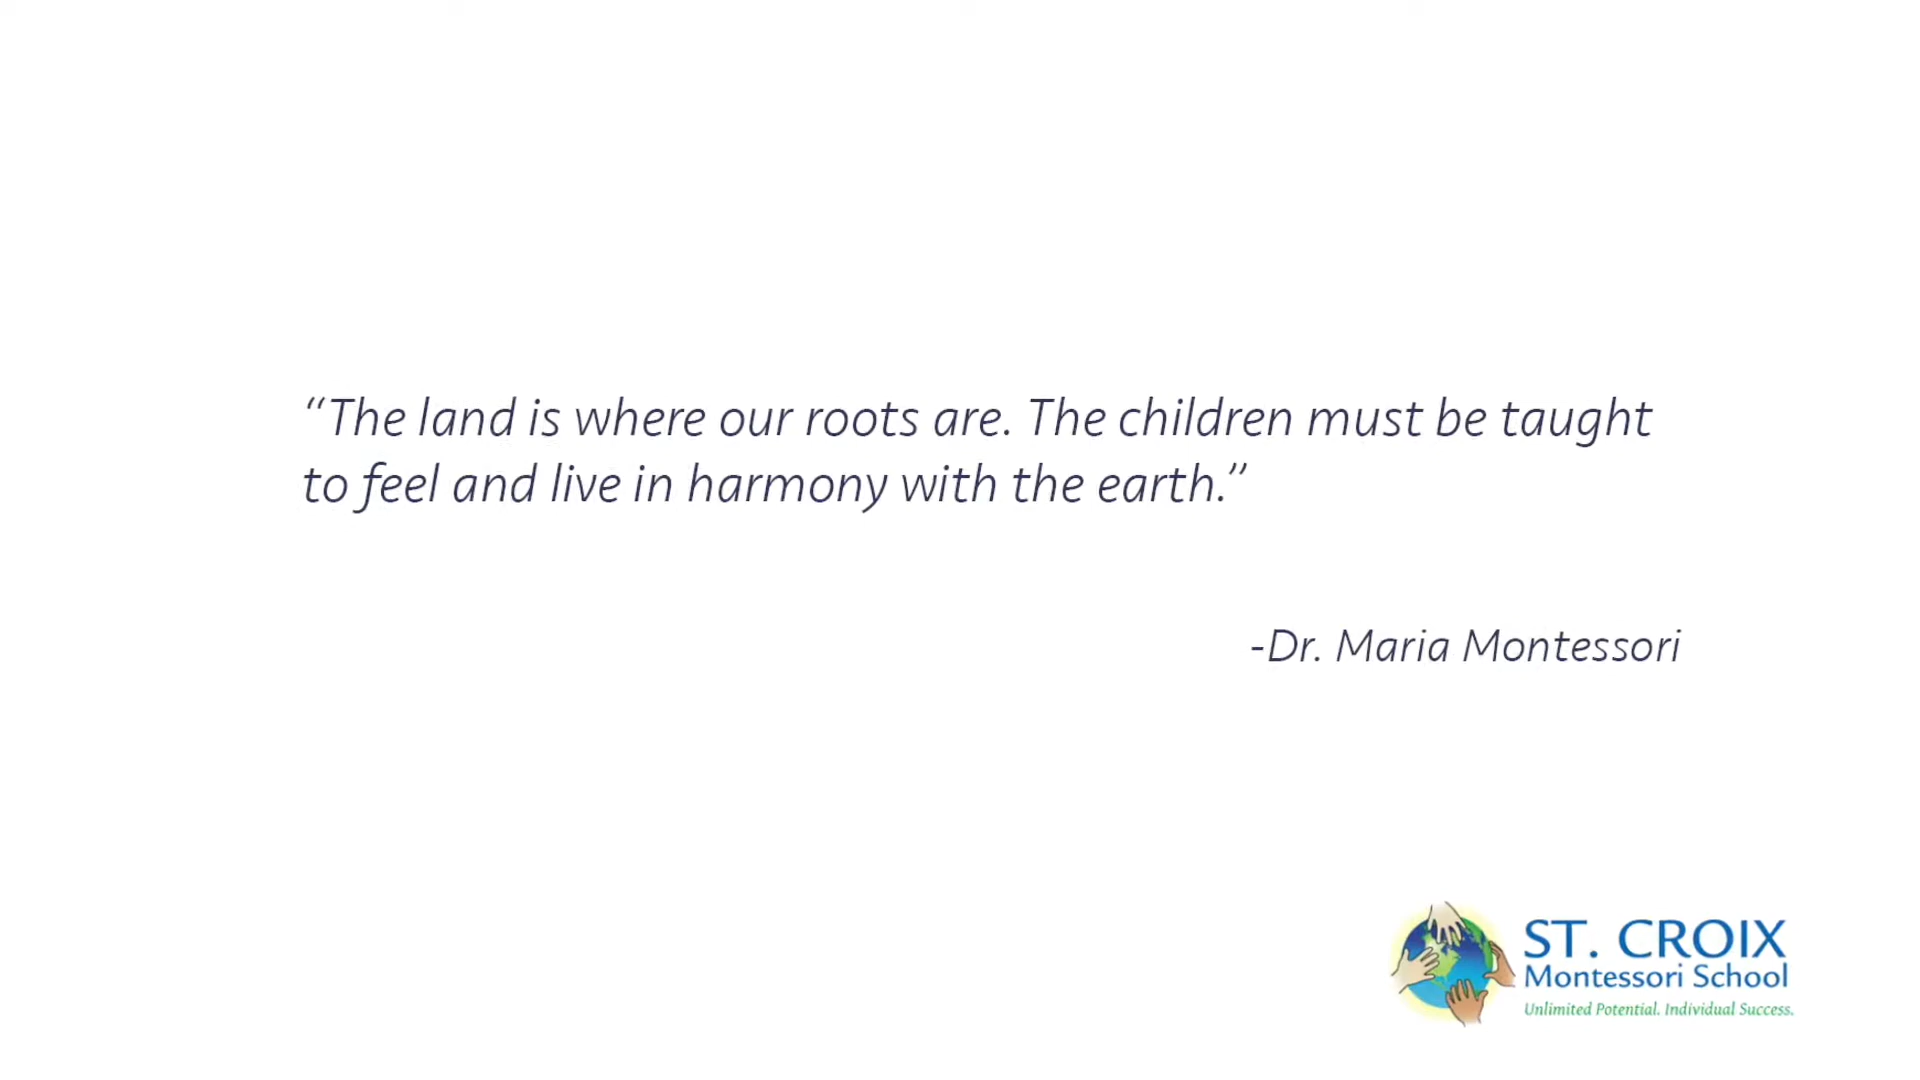 “The land is where our roots are. The children must be taught
to feel and live in harmony with the earth.”
-Dr. Maria Montessori
ST. CROIX
Montessori School
Unlimited Potential. Individual Success.